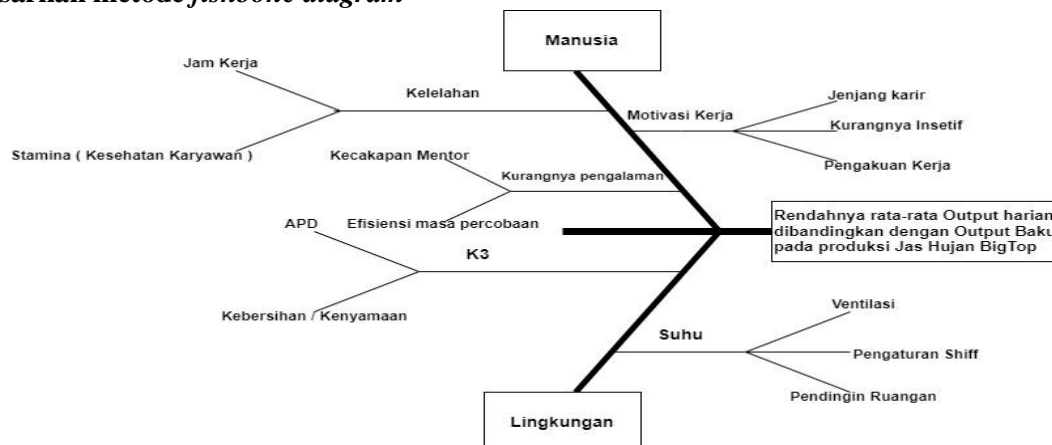 fishbone diagram
Manusia
Jam Kerja
Kelelahan
Stamina ( Kesehatan Karyawan )
Motivasi Kerja
Jenjang karir
Kurangnya Insetif
Pengakuan Kerja
Kecakapan Mentor
Kurangnya pengalaman
Efisiensi masa percobaan
Rendahnya rata-rata Output harian
dibandingkan dengan Output Baku
pada produksi Jas Hujan BigTop
APD
K3
Kebersihan / Kenyamaan
Ventilasi
Suhu
Pengaturan Shiff
Pendingin Ruangan
Lingkungan